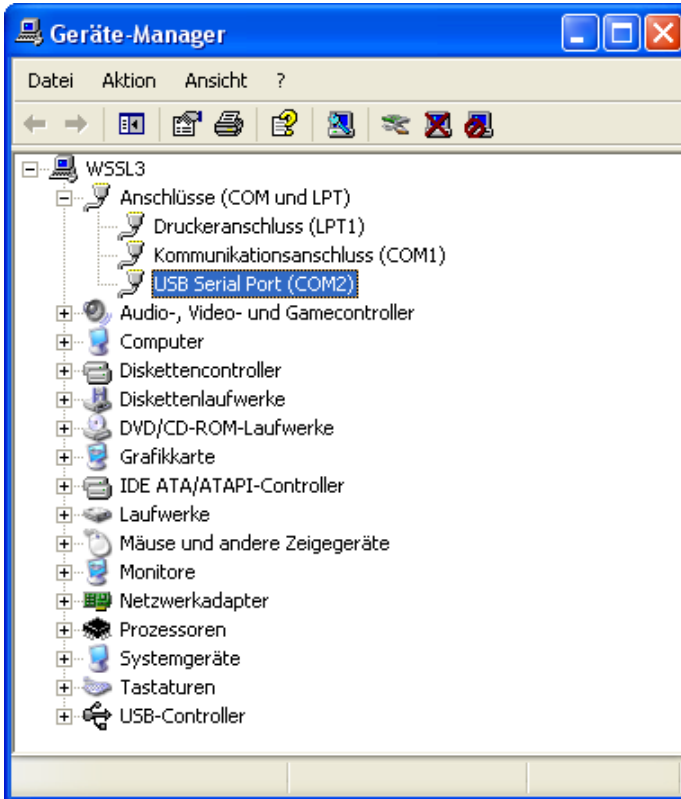 Geräte-Manager
Datei Aktion Ansicht ?
WSSL3
Anschlüsse (COM und LPT)
Druckeranschluss (LPT1)
Kommunikationsanschluss (COM1)
USB Serial Port (COM2)
Audio-, Video- und Gamecontroller
Computer
Diskettencontroller
Diskettenlaufwerke
DVD/CD-ROM-Laufwerke
Grafikkarte
IDE ATA/ATAPI-Controller
Laufwerke
Mäuse und andere Zeigegeräte
Monitore
Netzwerkadapter
Prozessoren
Systemgeräte
Tastaturen
USB-Controller